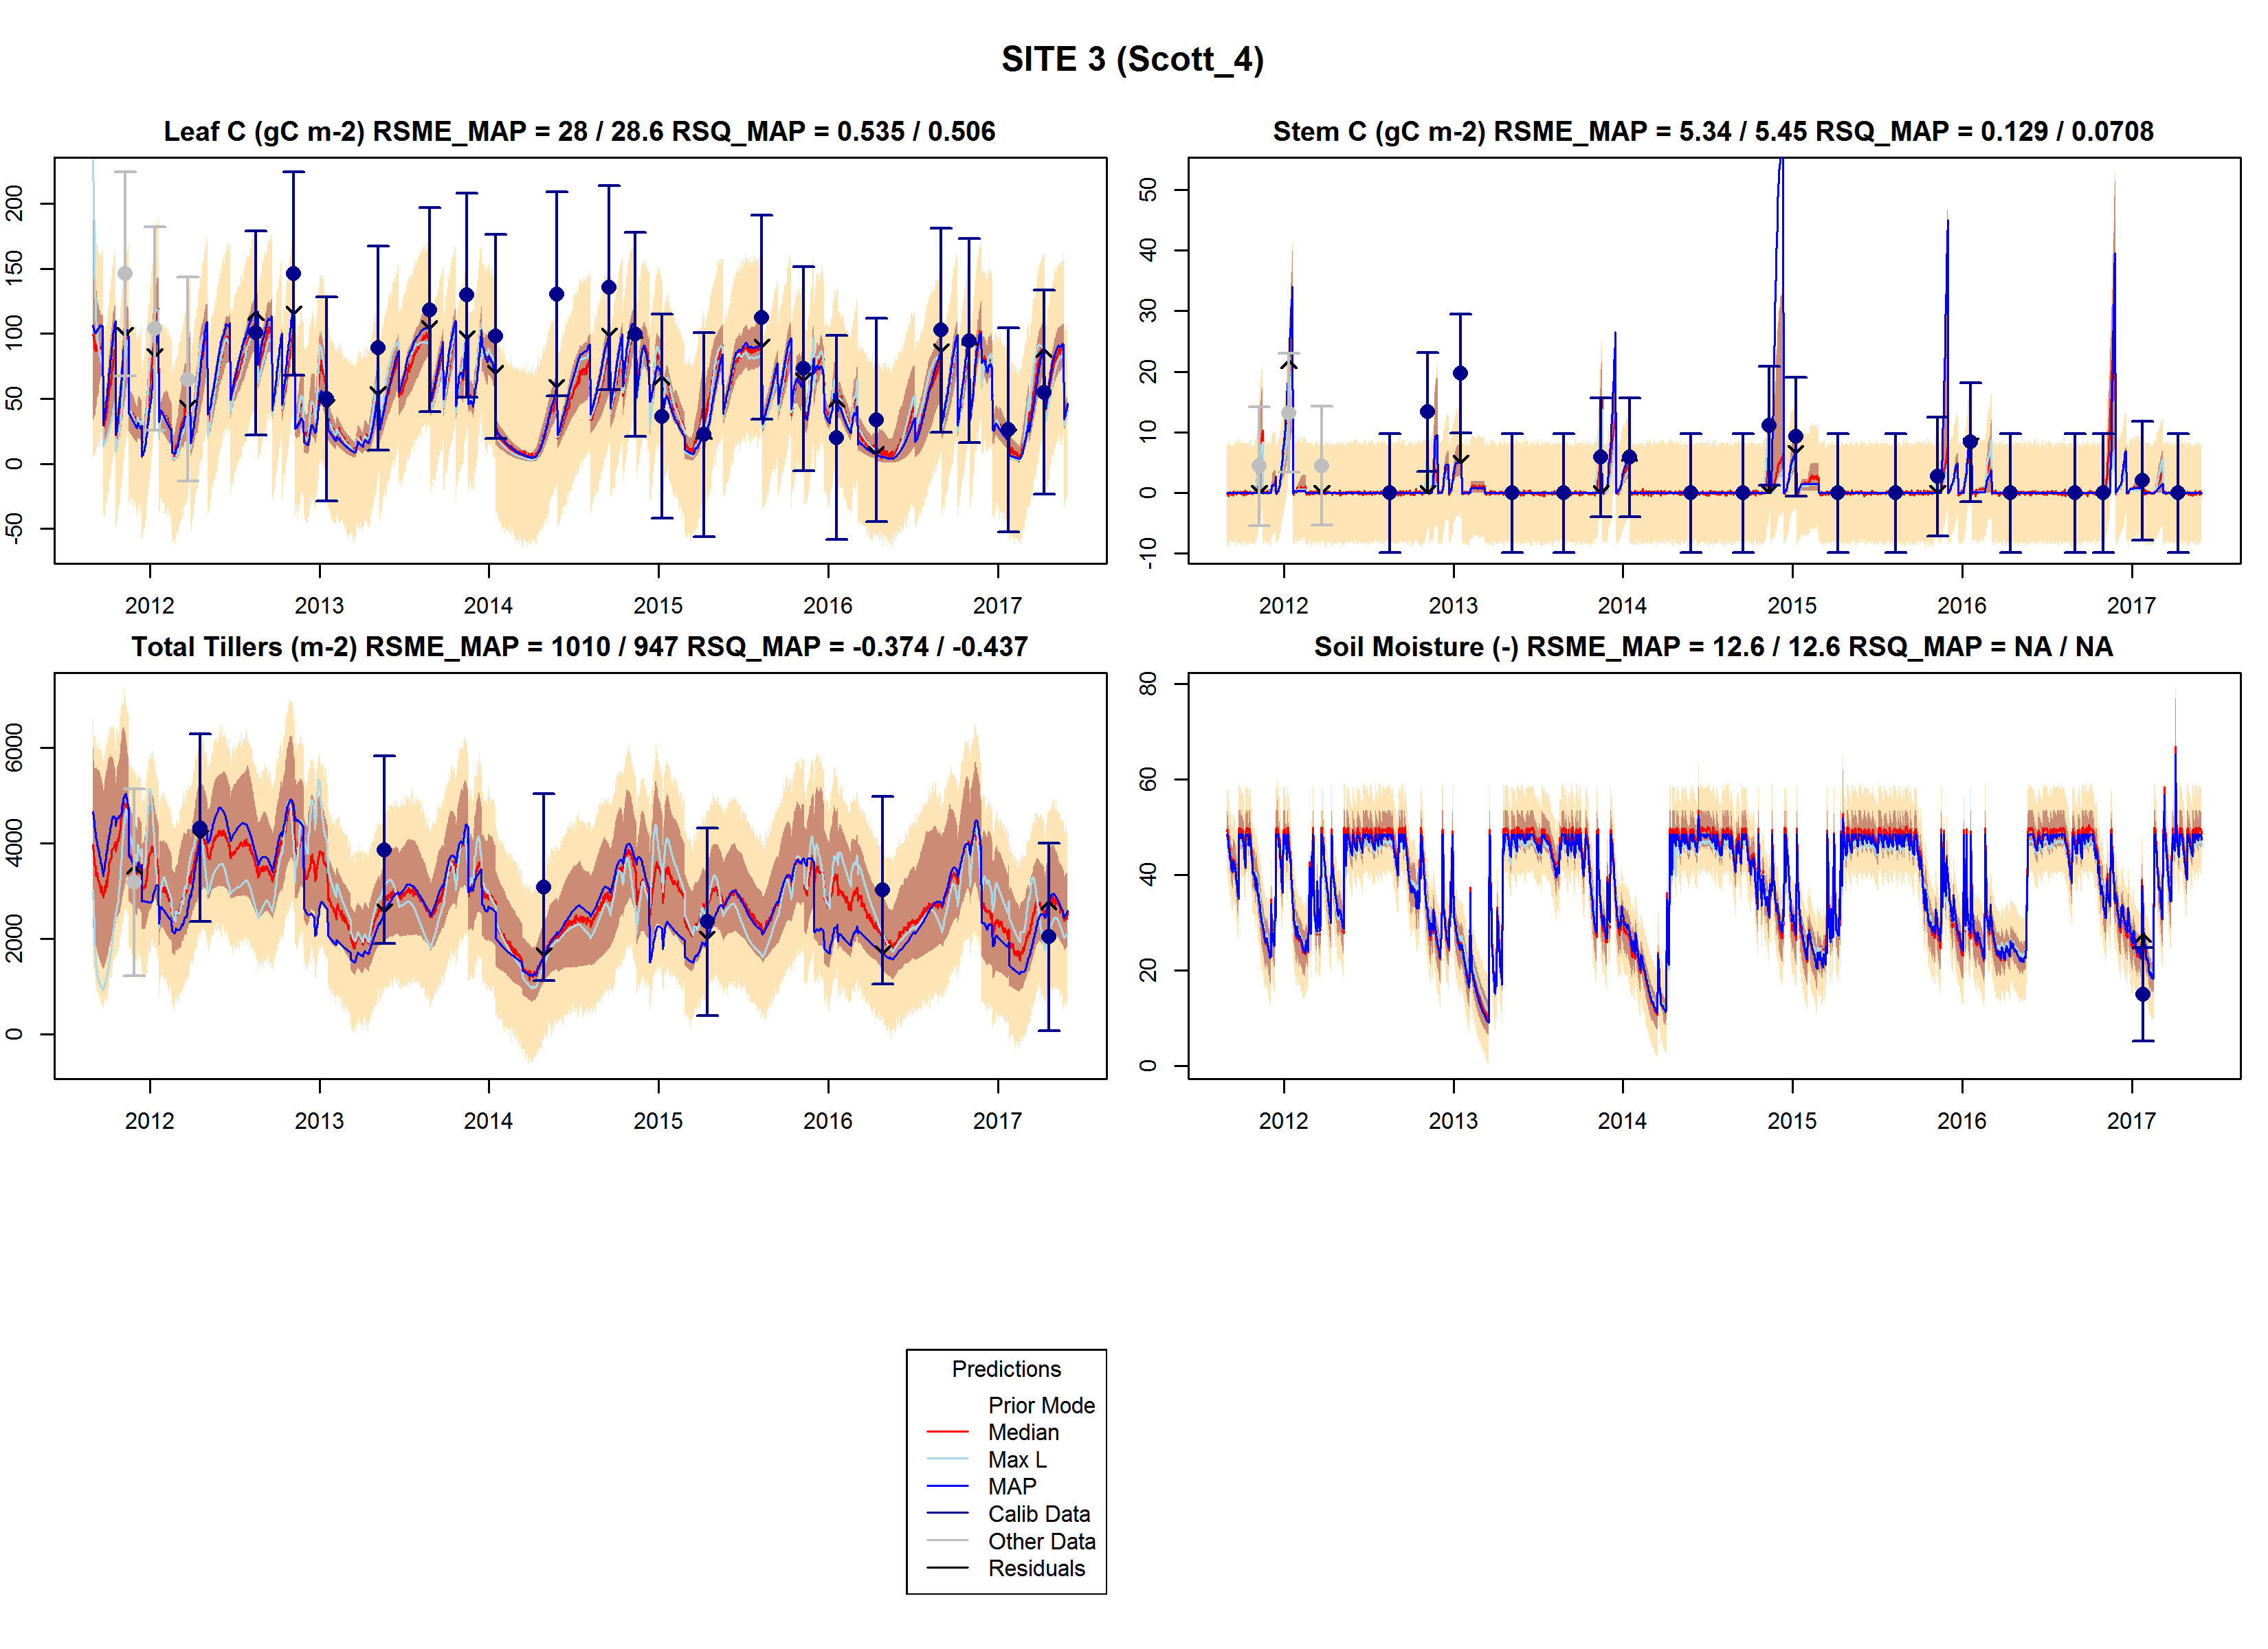 SITE 3 (Scott_4)
Leaf C (gC m-2) RSME_MAP = 28 / 28.6 RSQ_MAP = 0.535 / 0.506
200
150
100
50
0
-50
2012 2013 2014 2015 2016 2017
Stem C (gC m-2) RSME_MAP = 5.34 / 5.45 RSQ_MAP = 0.129 / 0.0708
50
40
30
20
10
0
-10
2012 2013 2014 2015 2016 2017
Total Tillers (m-2) RSME_MAP = 1010 / 947 RSQ_MAP = -0.374 / -0.437
6000
4000
2000
0
2012 2013 2014 2015 2016 2017
Soil Moisture (-) RSME_MAP = 12.6 / 12.6 RSQ_MAP = NA / NA
80
60
40
20
0
2012 2013 2014 2015 2016 2017
Predictions
Prior Mode
Median
Max L
MAP
Calib Data
Other Data
Residuals